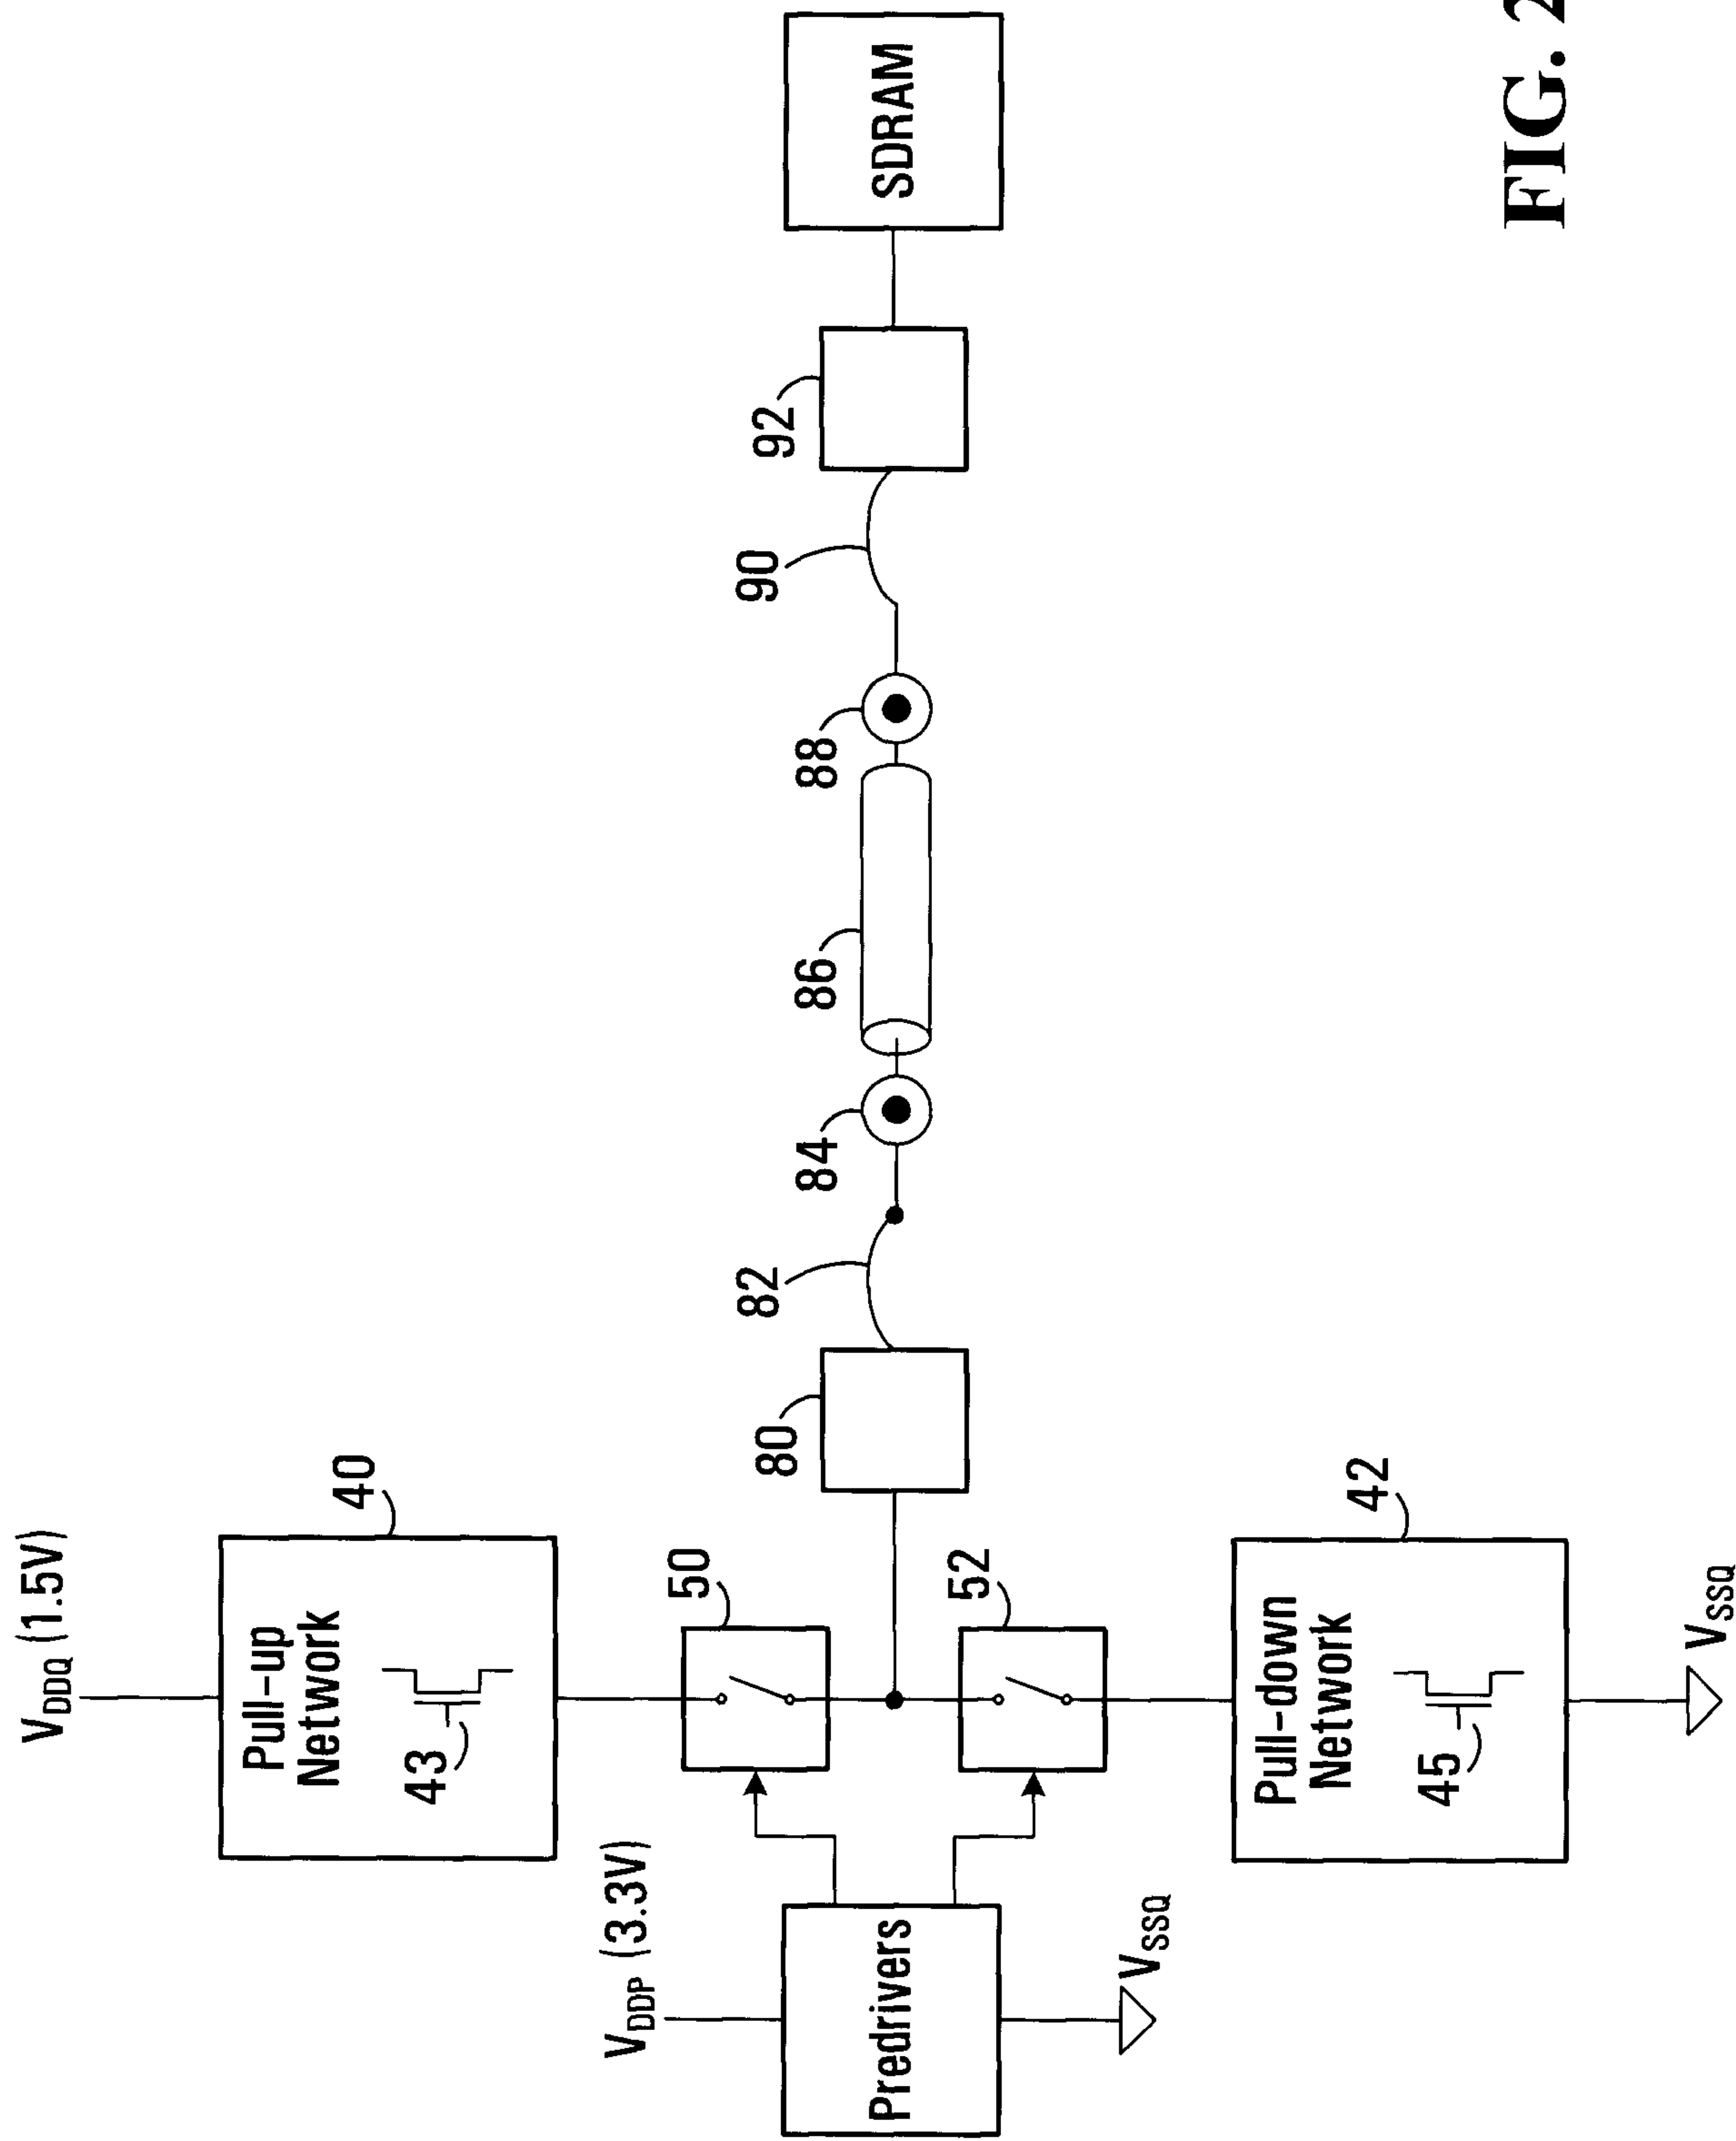 V_DDQ (1.5V)
Pull-up
Network
40
43
V_DDP (3.3V)
50
Predrivers
52
V_SSQ
80
82
84
86
88
90
92
SDRAM
Pull-down
Network
42
45
V_SSQ
FIG. 2